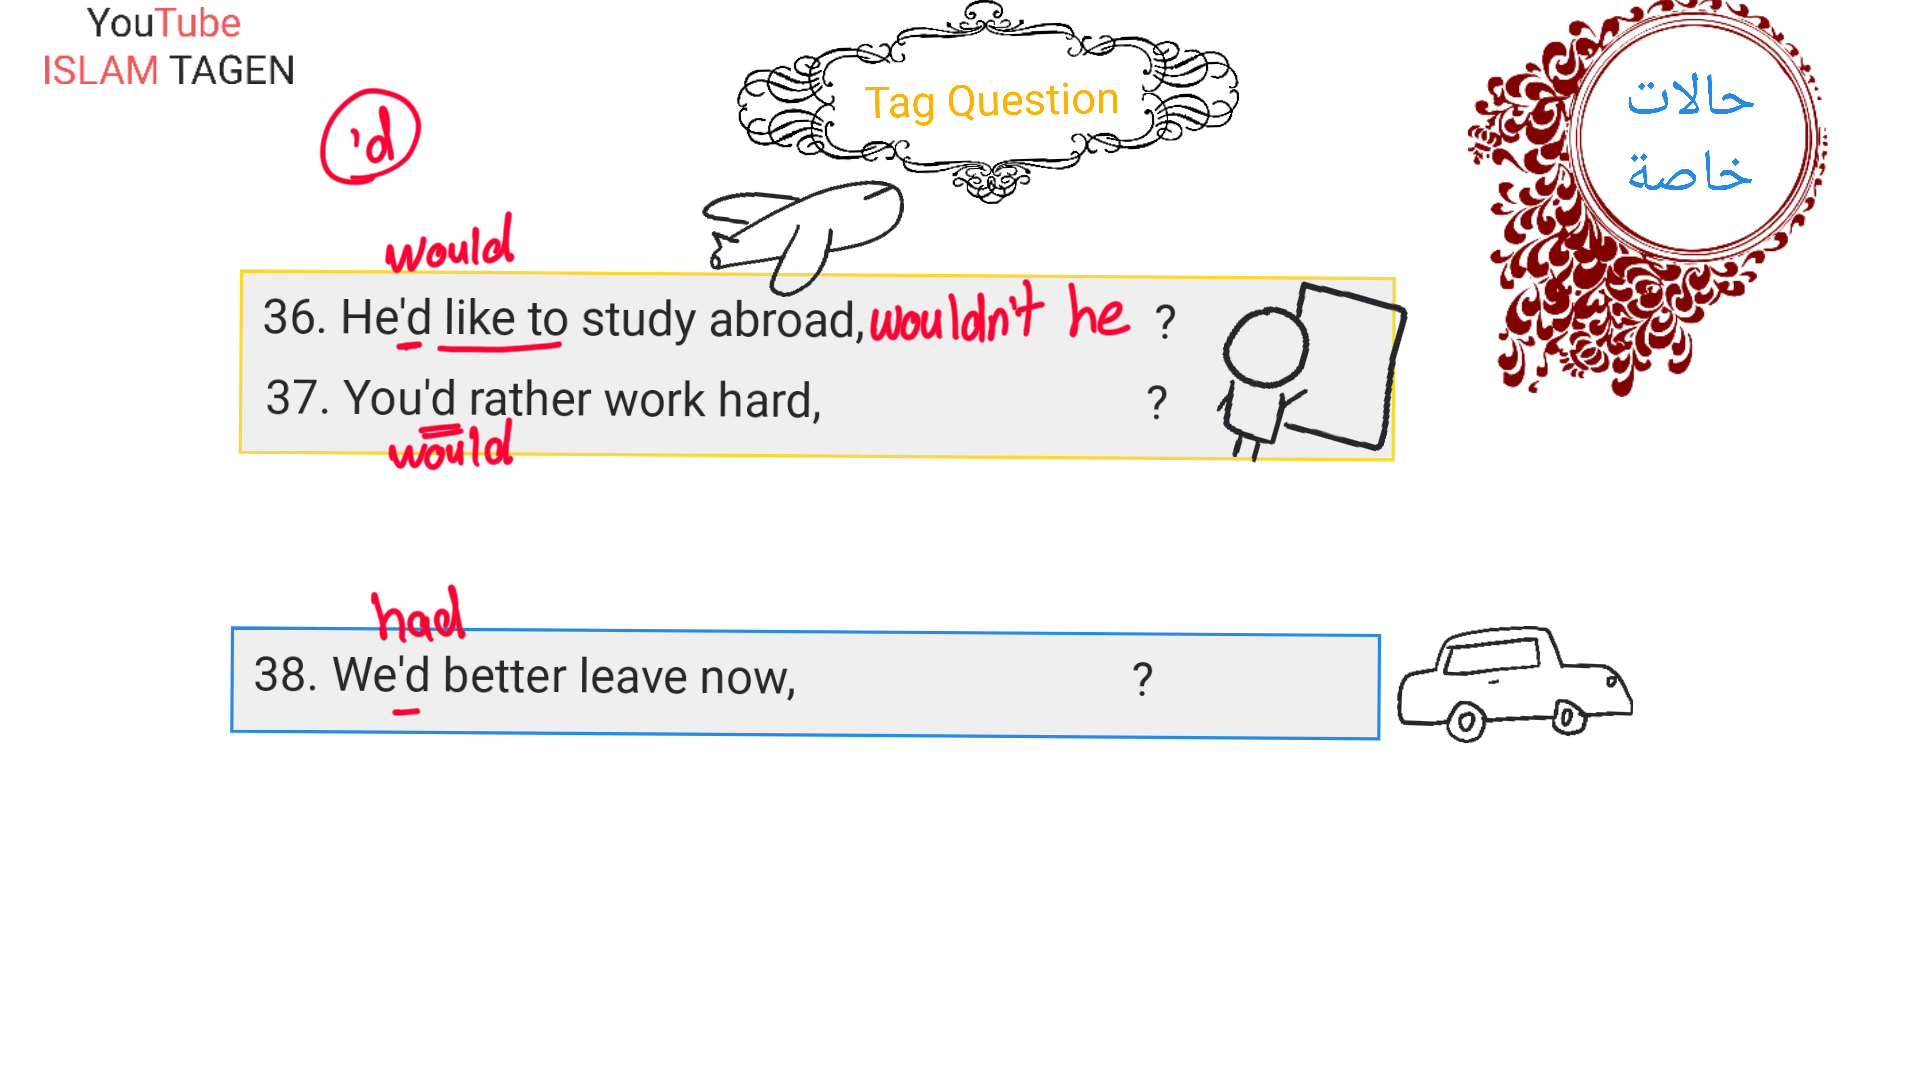 YouTube
ISLAM TAGEN
Tag Question
حالات
خاصة
'd
would
36. He'd like to study abroad, wouldn't he ?
37. You'd rather work hard, ?
would
had
38. We'd better leave now, ?